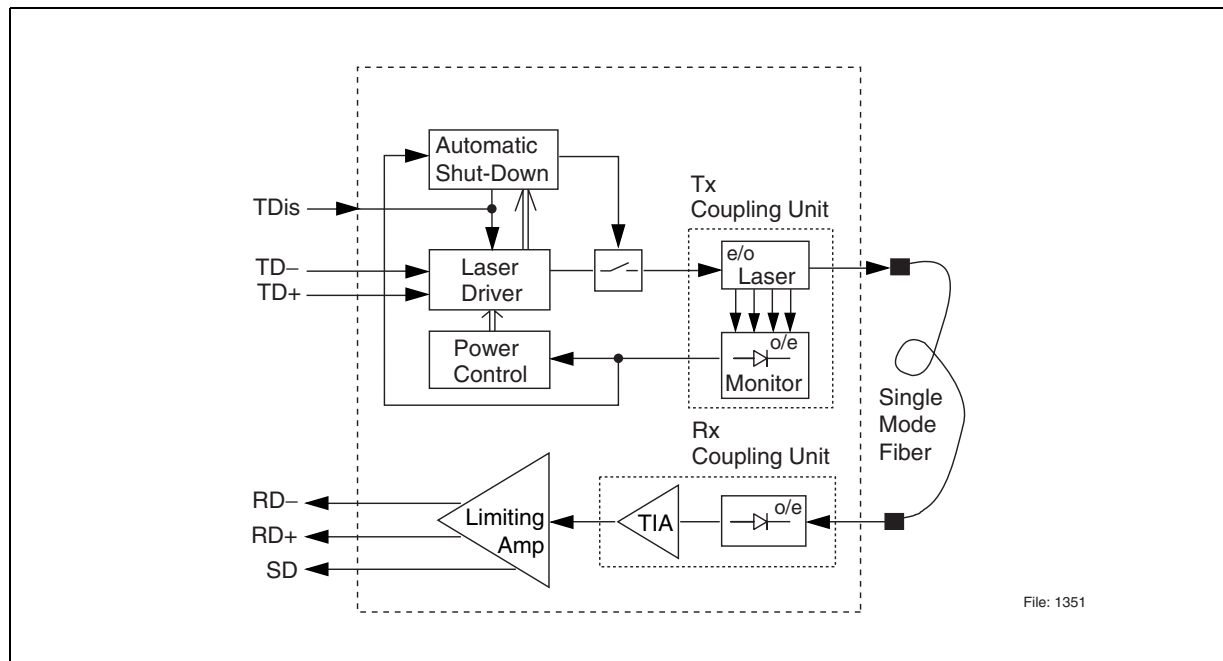 Automatic
Shut-Down
TDis
TD–
TD+
Laser
Driver
Power
Control
Tx
Coupling Unit
e/o
Laser
o/e
Monitor
Single
Mode
Fiber
Rx
Coupling Unit
RD–
RD+
SD
Limiting
Amp
TIA
o/e
File: 1351